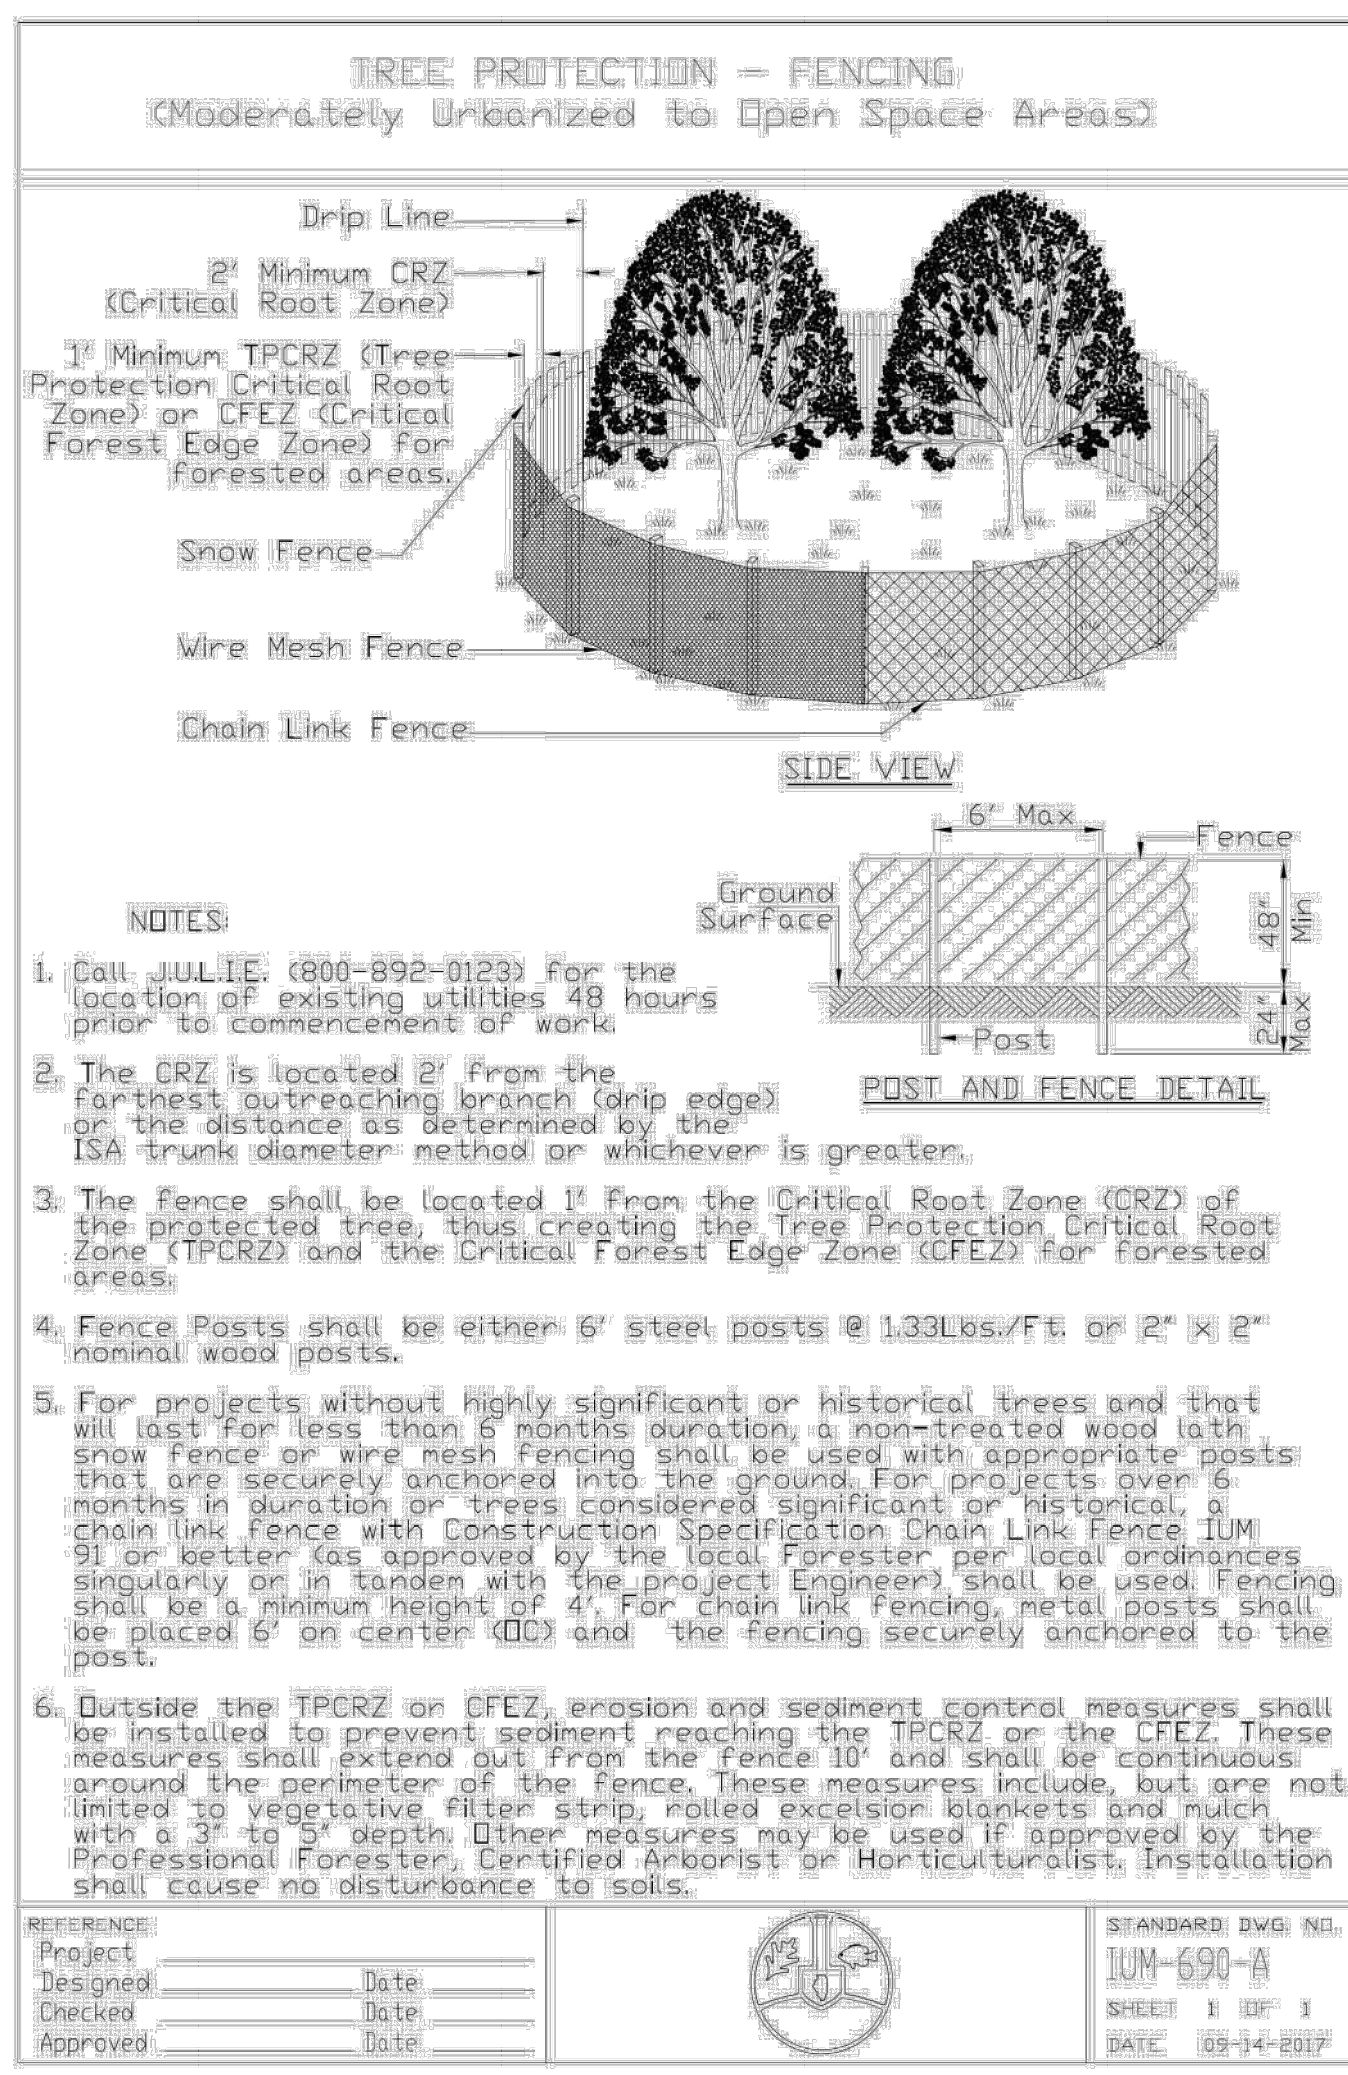 TREE PROTECTION - FENCING
(Moderately Urbanized to Open Space Areas)
Drip Line
2' Minimum CRZ
(Critical Root Zone)
1' Minimum TPCRZ (Tree
Protection Critical Root
Zone) or CFEZ (Critical
Forest Edge Zone) for
forested areas.
Snow Fence
Wire Mesh Fence
Chain Link Fence
SIDE VIEW
6' Max
Fence
Ground
Surface
48"
Min
24"
Max
Post
POST AND FENCE DETAIL
NOTES:
1. Call J.U.L.I.E. (800-892-0123) for the
location of existing utilities 48 hours
prior to commencement of work.
2. The CRZ is located 2' from the
farthest outreaching branch (drip edge)
or the distance as determined by the
ISA trunk diameter method or whichever is greater.
3. The fence shall be located 1' from the Critical Root Zone (CRZ) of
the protected tree, thus creating the Tree Protection Critical Root
Zone (TPCRZ) and the Critical Forest Edge Zone (CFEZ) for forested
areas.
4. Fence Posts shall be either 6' steel posts @ 1.33Lbs./Ft. or 2" x 2"
nominal wood posts.
5. For projects without highly significant or historical trees and that
will last for less than 6 months duration, a non-treated wood lath
snow fence or wire mesh fencing shall be used with appropriate posts
that are securely anchored into the ground. For projects over 6
months in duration or trees considered significant or historical, a
chain link fence with Construction Specification Chain Link Fence IUM
91 or better (as approved by the local Forester per local ordinances
singularly or in tandem with the project Engineer) shall be used. Fencing
shall be a minimum height of 4'. For chain link fencing, metal posts shall
be placed 6' on center (OC) and the fencing securely anchored to the
post.
6. Outside the TPCRZ or CFEZ, erosion and sediment control measures shall
be installed to prevent sediment reaching the TPCRZ or the CFEZ. These
measures shall extend out from the fence 10' and shall be continuous
around the perimeter of the fence. These measures include, but are not
limited to vegetative filter strip, rolled excelsior blankets and mulch
with a 3" to 5" depth. Other measures may be used if approved by the
Professional Forester, Certified Arborist or Horticulturalist. Installation
shall cause no disturbance to soils.
REFERENCE
Project
Designed Date
Checked Date
Approved Date
STANDARD DWG. NO.
IUM-690-A
SHEET 1 OF 1
DATE 09-14-2017